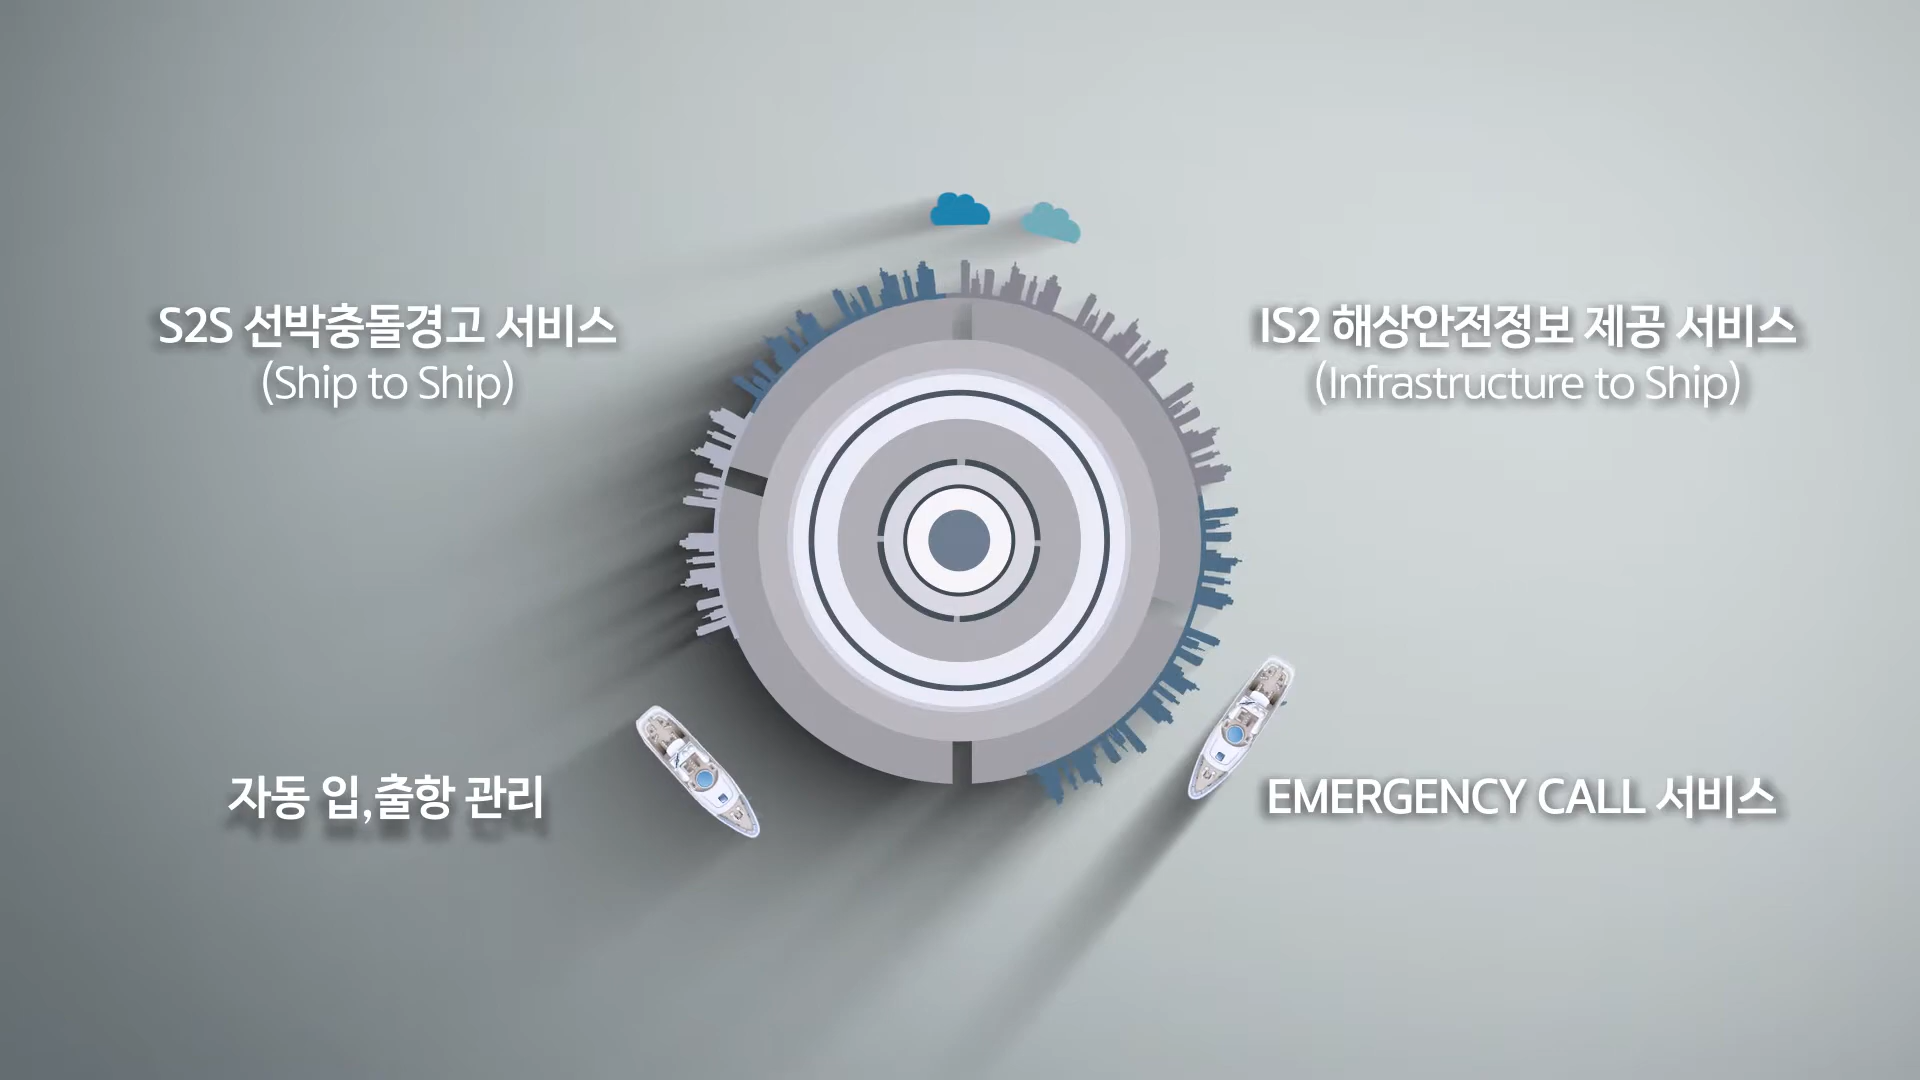 S2S 선박충돌경고 서비스
(Ship to Ship)
IS2 해상안전정보 제공 서비스
(Infrastructure to Ship)
자동 입,출항 관리
EMERGENCY CALL 서비스